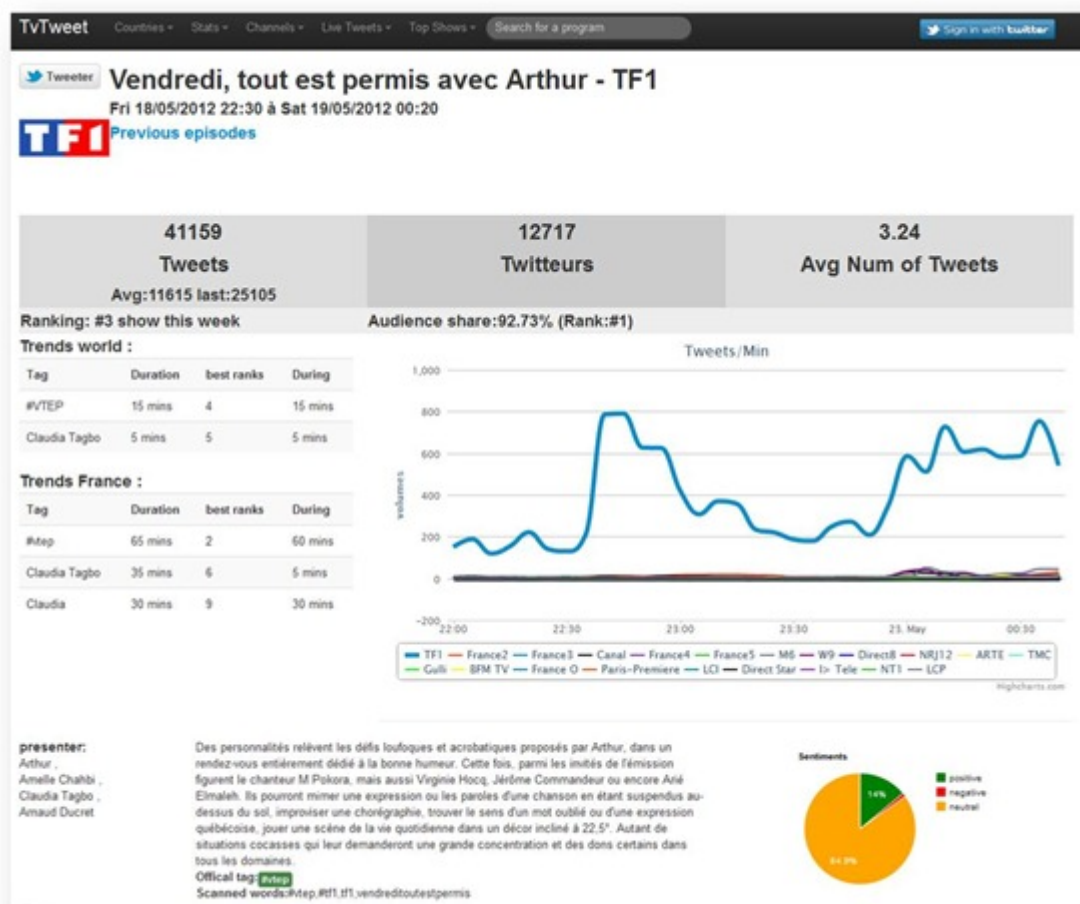 TvTweet Countries Stats Channels Live Tweets Top Shows Search for a program Sign in with twitter
Tweeter Vendredi, tout est permis avec Arthur - TF1
Fri 18/05/2012 22:30 à Sat 19/05/2012 00:20
TF1 Previous episodes
41159 12717 3.24
Tweets Twitteurs Avg Num of Tweets
Avg:11615 last:25105
Ranking: #3 show this week Audience share:92.73% (Rank:#1)
Trends world :
Tag Duration best ranks During
#VTEP 15 mins 4 15 mins
Claudia Tagbo 5 mins 5 5 mins
Trends France :
Tag Duration best ranks During
#vtep 65 mins 2 60 mins
Claudia Tagbo 35 mins 6 5 mins
Claudia 30 mins 9 30 mins
Tweets/Min
1,000
800
600
400
200
0
-200
volumes
22:00 22:30 23:00 23:30 23. May 00:30
TF1 France2 France3 Canal France4 France5 M6 W9 Direct8 NRJ12 ARTE TMC
Gulli BFM TV France O Paris-Premiere LCI Direct Star I> Tele NT1 LCP
Highcharts.com
presenter:
Arthur ,
Amelle Chahbi ,
Claudia Tagbo ,
Arnaud Ducret
Des personnalités relèvent les défis loufoques et acrobatiques proposés par Arthur, dans un
rendez-vous entièrement dédié à la bonne humeur. Cette fois, parmi les invités de l'émission
figurent le chanteur M Pokora, mais aussi Virginie Hocq, Jérôme Commandeur ou encore Arié
Elmaleh. Ils pourront mimer une expression ou les paroles d'une chanson en étant suspendus au-
dessus du sol, improviser une chorégraphie, trouver le sens d'un mot oublié ou d'une expression
québécoise, jouer une scène de la vie quotidienne dans un décor incliné à 22,5°. Autant de
situations cocasses qui leur demanderont une grande concentration et des dons certains dans
tous les domaines.
Offical tag: #vtep
Scanned words:#vtep,#tf1,tf1,vendreditoutestpermis
Sentiments
14%
84.9%
positive
negative
neutral